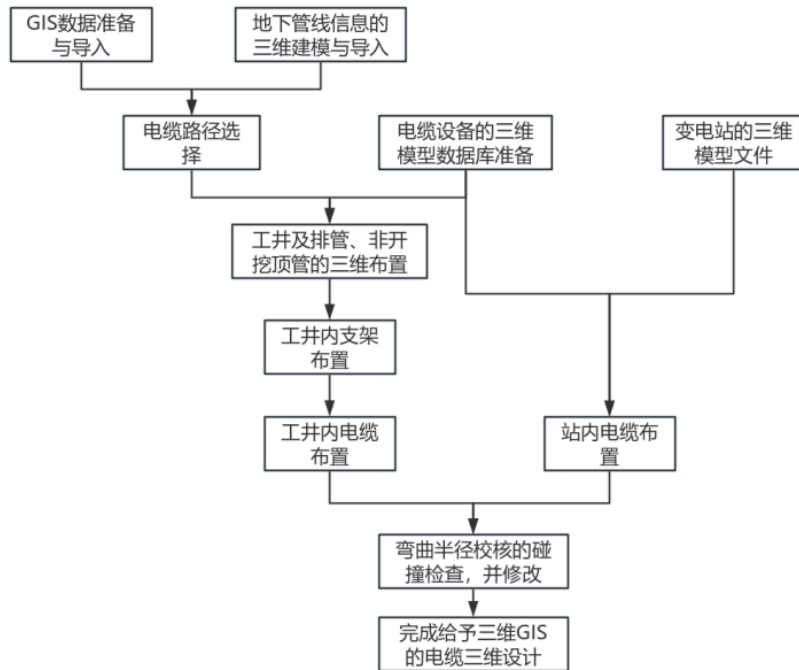 GIS数据准备
与导入
地下管线信息的
三维建模与导入
电缆路径选
择
电缆设备的三维
模型数据库准备
变电站的三维
模型文件
工井及排管、非开
挖顶管的三维布置
工井内支架
布置
工井内电缆
布置
站内电缆布
置
弯曲半径校核的碰
撞检查，并修改
完成给予三维GIS
的电缆三维设计